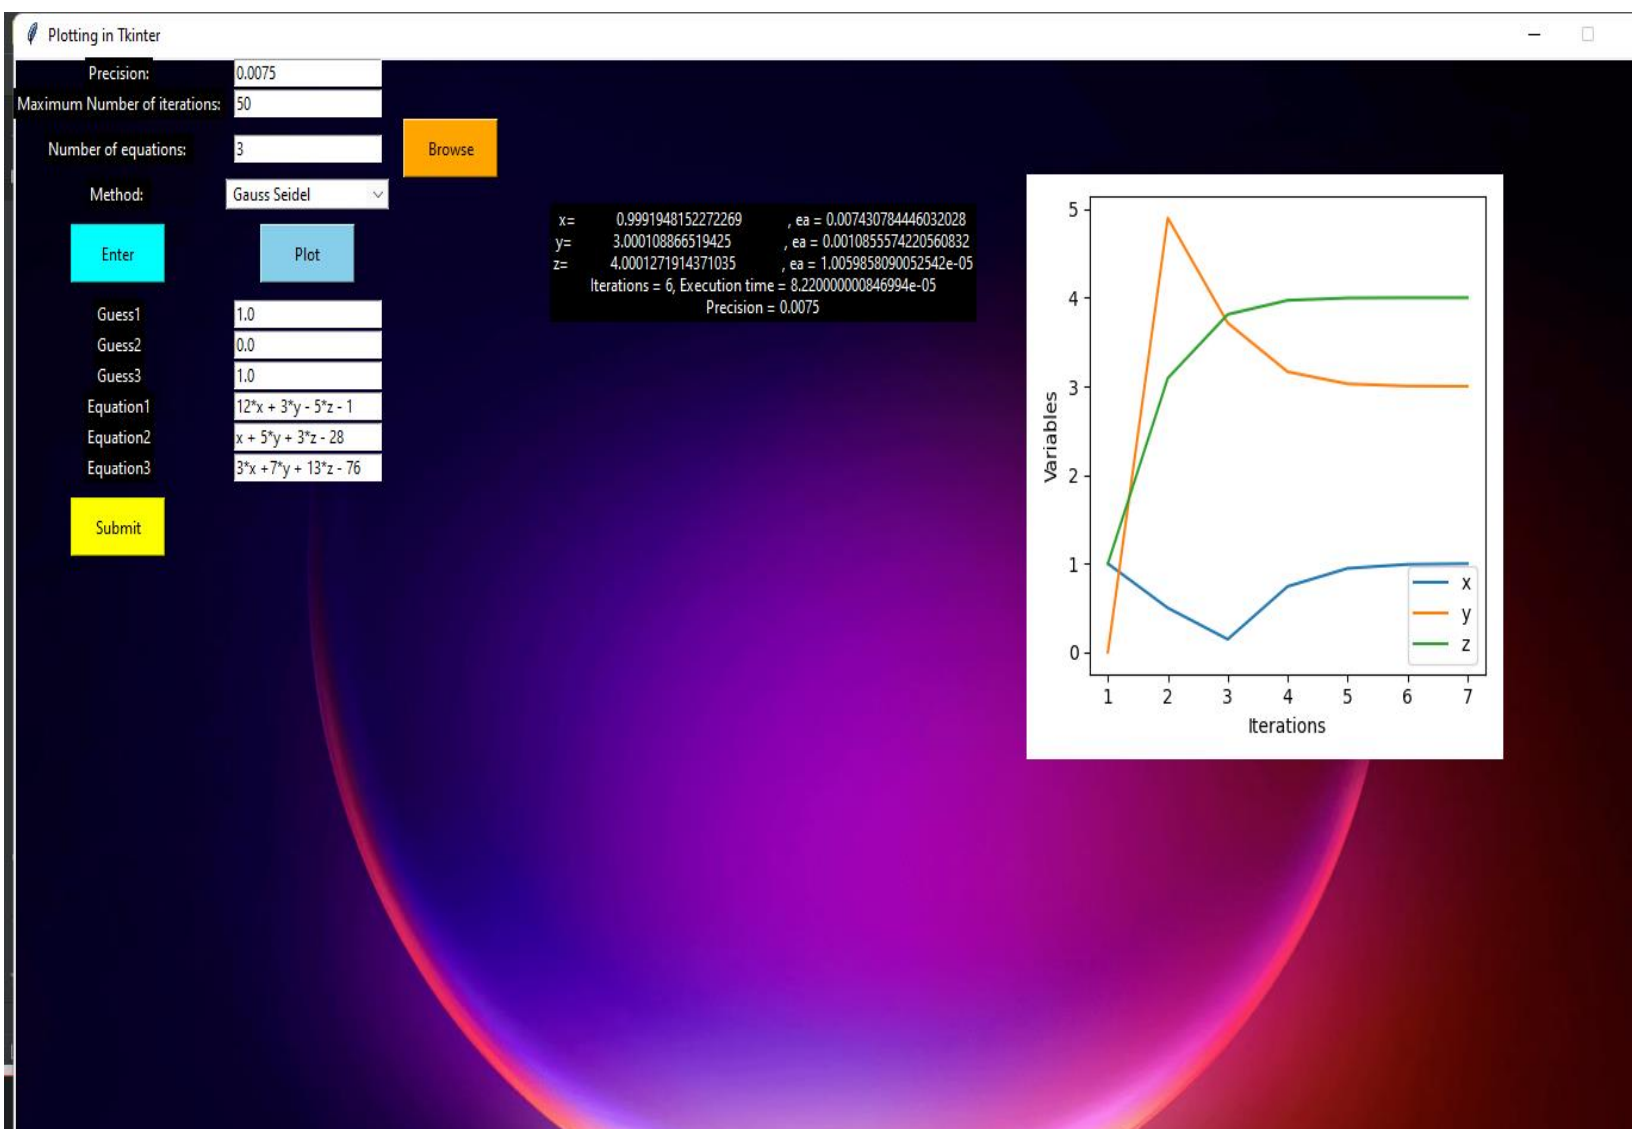 Plotting in Tkinter
Precision: 0.0075
Maximum Number of iterations: 50
Number of equations: 3
Browse
Method: Gauss Seidel
Enter Plot
Guess1 1.0
Guess2 0.0
Guess3 1.0
Equation1 12*x + 3*y - 5*z - 1
Equation2 x + 5*y + 3*z - 28
Equation3 3*x +7*y + 13*z - 76
Submit
x= 0.9991948152272269 , ea = 0.007430784446032028
y= 3.000108866519425 , ea = 0.0010855574220560832
z= 4.0001271914371035 , ea = 1.0059858090052542e-05
Iterations = 6, Execution time = 8.220000000846994e-05
Precision = 0.0075
5
4
3
2
1
0
Variables
1 2 3 4 5 6 7
Iterations
x
y
z